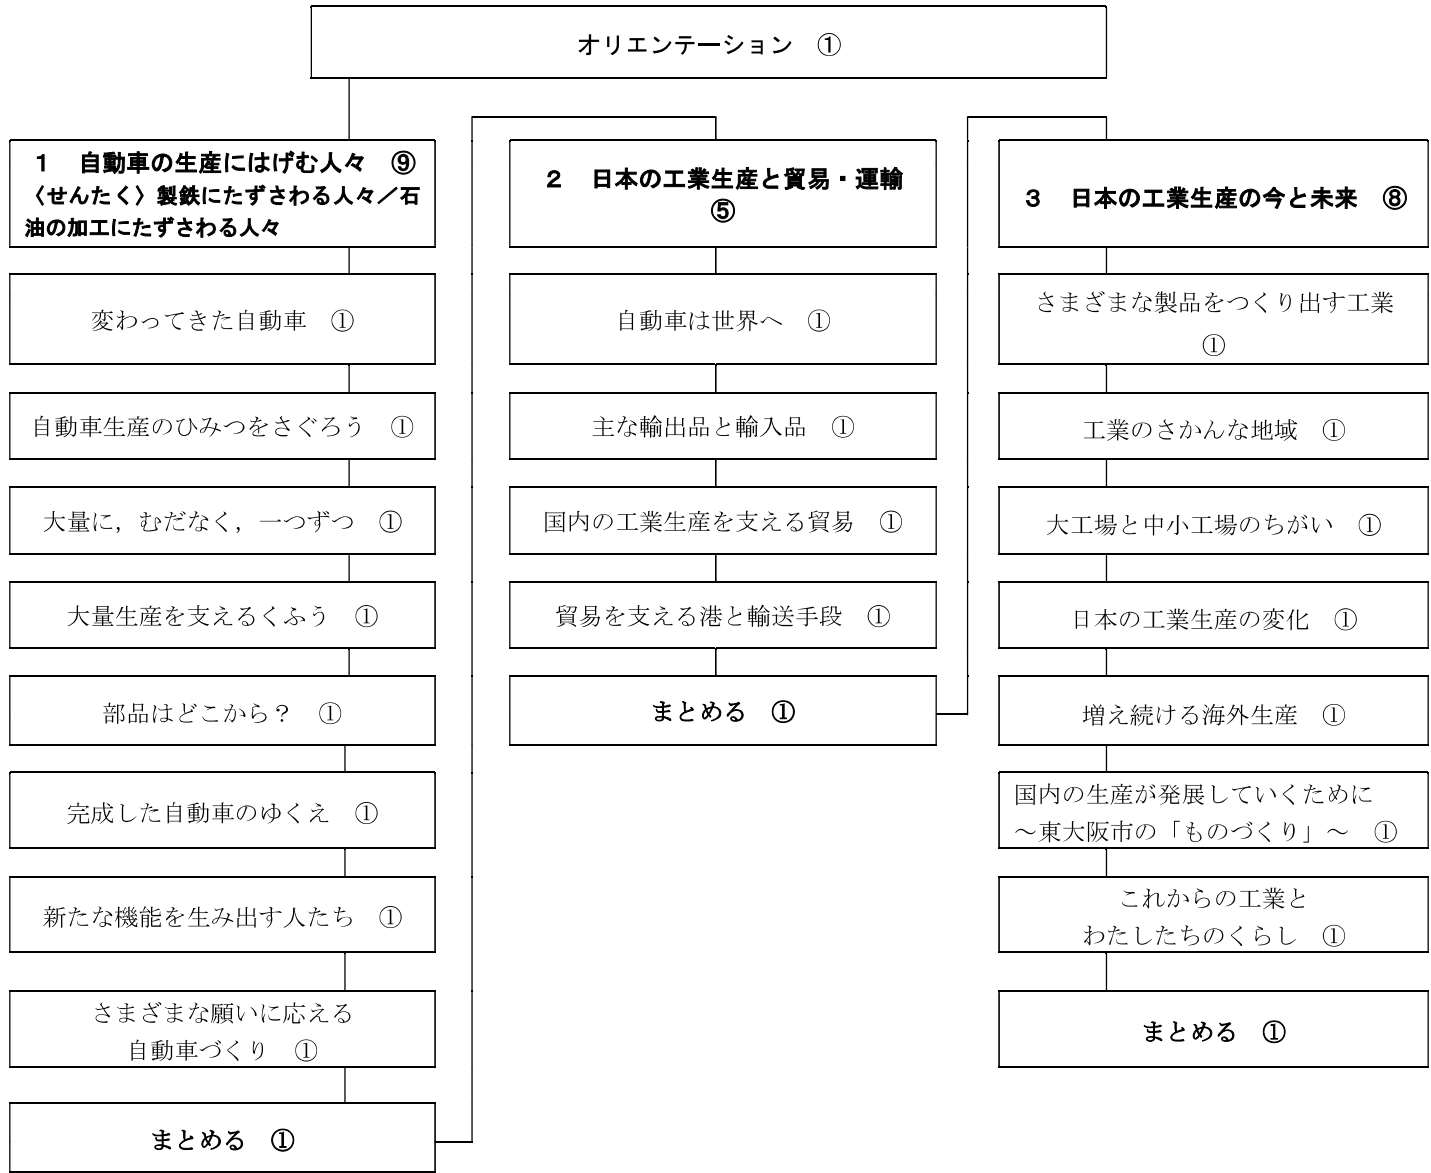 オリエンテーション ①
1 自動車の生産にはげむ人々 ⑨
〈せんたく〉製鉄にたずさわる人々／石
油の加工にたずさわる人々
変わってきた自動車 ①
自動車生産のひみつをさぐろう ①
大量に，むだなく，一つずつ ①
大量生産を支えるくふう ①
部品はどこから？ ①
完成した自動車のゆくえ ①
新たな機能を生み出す人たち ①
さまざまな願いに応える
自動車づくり ①
まとめる ①
2 日本の工業生産と貿易・運輸
⑤
自動車は世界へ ①
主な輸出品と輸入品 ①
国内の工業生産を支える貿易 ①
貿易を支える港と輸送手段 ①
まとめる ①
3 日本の工業生産の今と未来 ⑧
さまざまな製品をつくり出す工業
①
工業のさかんな地域 ①
大工場と中小工場のちがい ①
日本の工業生産の変化 ①
増え続ける海外生産 ①
国内の生産が発展していくために
～東大阪市の「ものづくり」～ ①
これからの工業と
わたしたちのくらし ①
まとめる ①